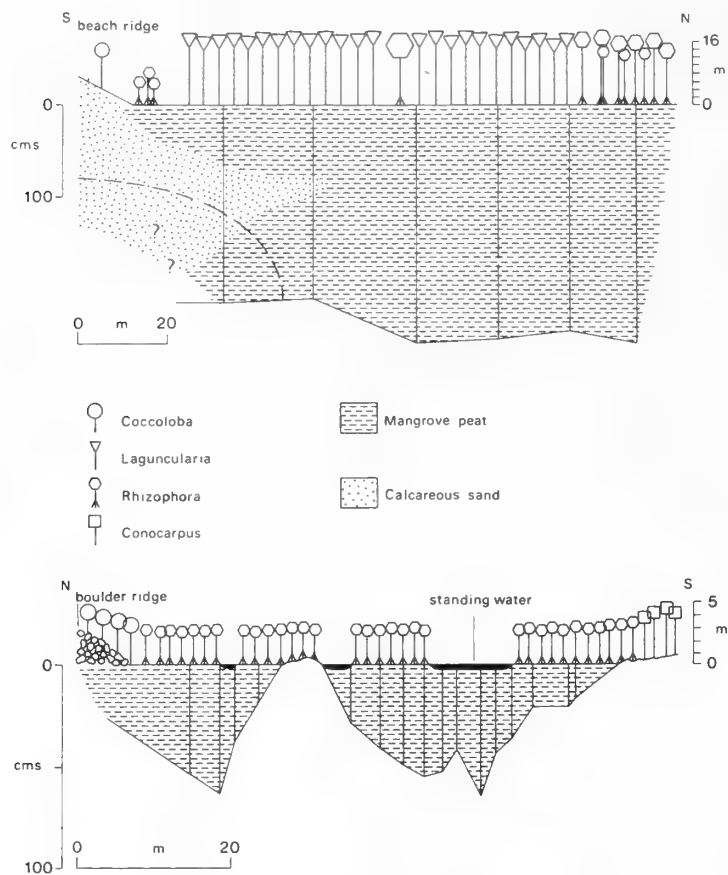 S beach ridge N
16
m
0 0
cms
100
?
?
0 m 20
Coccoloba
Laguncularia
Rhizophora
Conocarpus
Mangrove peat
Calcareous sand
N S
boulder ridge standing water 5
m
0 0
cms
100
0 m 20